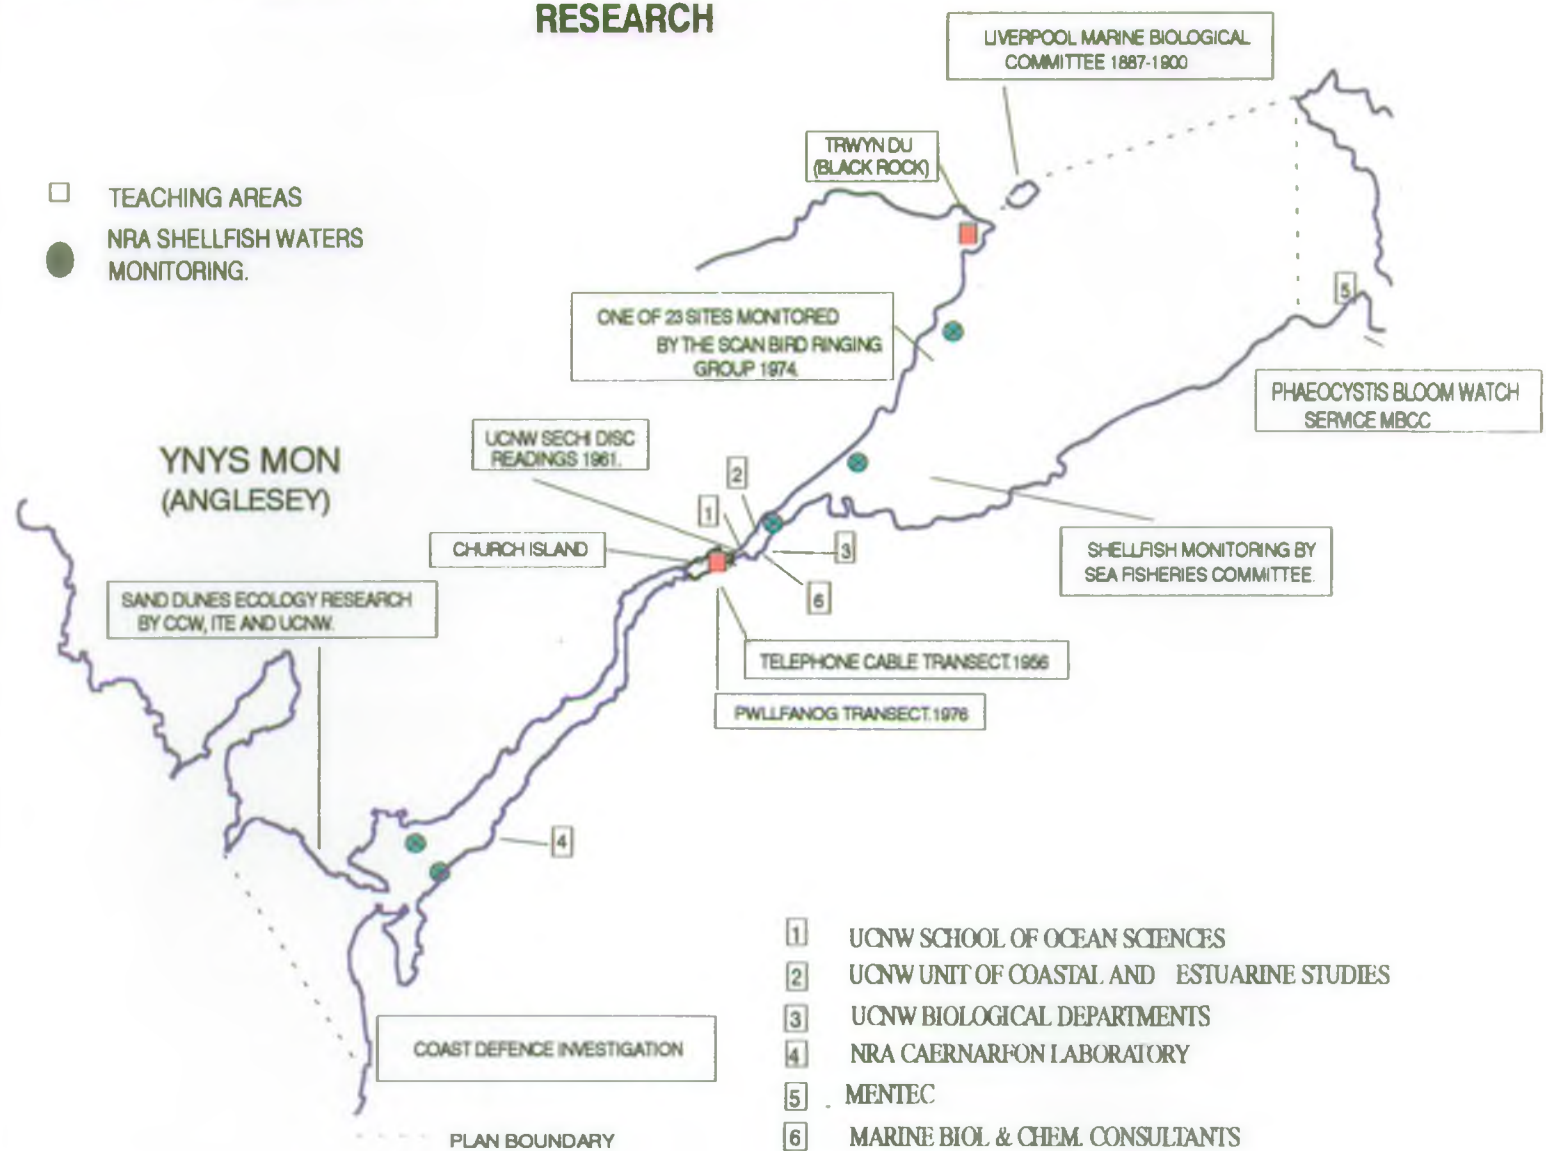 RESEARCH
LIVERPOOL MARINE BIOLOGICAL
COMMITTEE 1887-1900
TRWYN DU
(BLACK ROCK)
TEACHING AREAS
NRA SHELLFISH WATERS
MONITORING.
5
ONE OF 23 SITES MONITORED
BY THE SCAN BIRD RINGING
GROUP 1974.
PHAEOCYSTIS BLOOM WATCH
SERVICE MBCC
UCNW SECHI DISC
READINGS 1961.
YNYS MON
(ANGLESEY)
2
1
CHURCH ISLAND
3
SHELLFISH MONITORING BY
SEA FISHERIES COMMITTEE.
6
SAND DUNES ECOLOGY RESEARCH
BY CCW, ITE AND UCNW.
TELEPHONE CABLE TRANSECT.1956
PWLLFANOG TRANSECT.1976
4
1 UCNW SCHOOL OF OCEAN SCIENCES
2 UCNW UNIT OF COASTAL AND ESTUARINE STUDIES
3 UCNW BIOLOGICAL DEPARTMENTS
4 NRA CAERNARFON LABORATORY
5 . MENTEC
6 MARINE BIOL & CHEM. CONSULTANTS
COAST DEFENCE INVESTIGATION
PLAN BOUNDARY